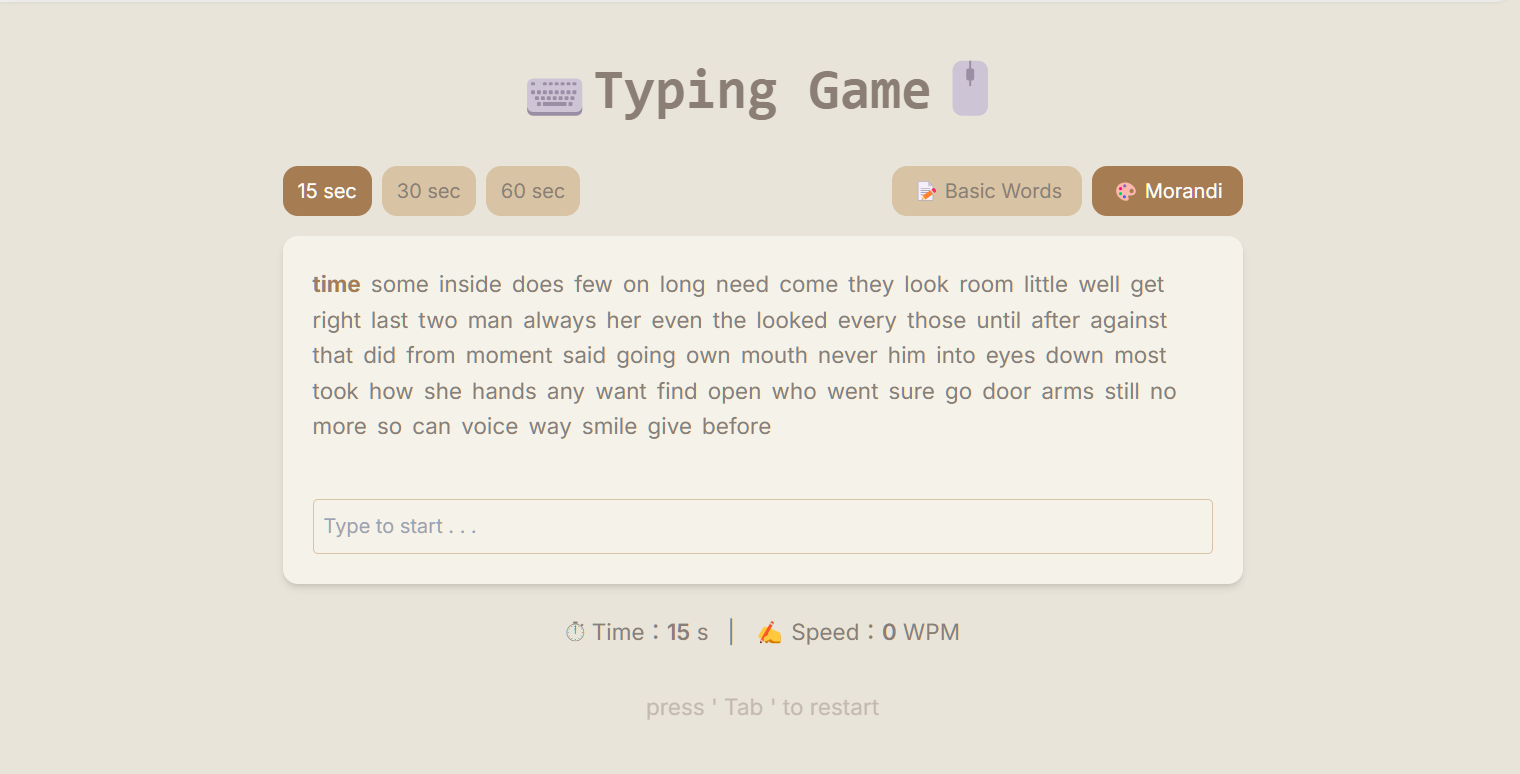 Typing Game
15 sec 30 sec 60 sec Basic Words Morandi
time some inside does few on long need come they look room little well get
right last two man always her even the looked every those until after against
that did from moment said going own mouth never him into eyes down most
took how she hands any want find open who went sure go door arms still no
more so can voice way smile give before
Type to start . . .
Time : 15 s | Speed : 0 WPM
press ' Tab ' to restart